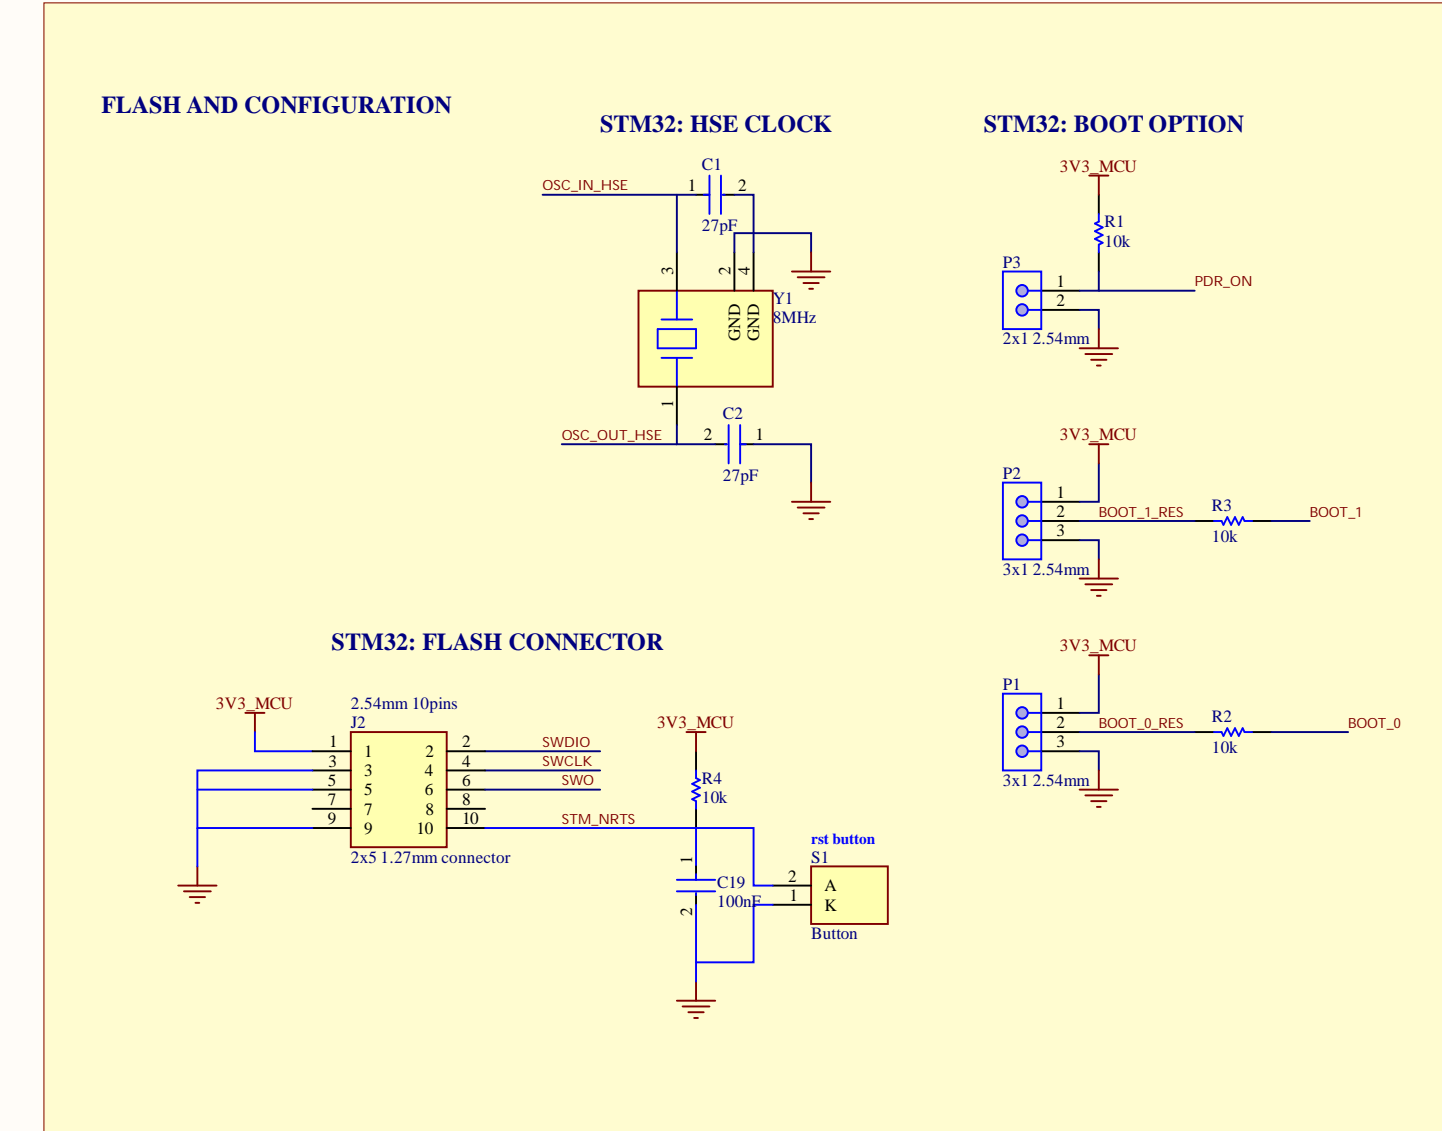 FLASH AND CONFIGURATION
STM32: HSE CLOCK
OSC_IN_HSE
C1
1
2
27pF
3
2
4
GND
GND
Y1
8MHz
1
OSC_OUT_HSE
C2
2
1
27pF
STM32: BOOT OPTION
3V3_MCU
R1
10k
P3
1
2
PDR_ON
2x1 2.54mm
3V3_MCU
P2
1
2
3
BOOT_1_RES
R3
10k
BOOT_1
3x1 2.54mm
3V3_MCU
P1
1
2
3
BOOT_0_RES
R2
10k
BOOT_0
3x1 2.54mm
STM32: FLASH CONNECTOR
3V3_MCU
2.54mm 10pins
J2
1 1 2 2 SWDIO
3 3 4 4 SWCLK
5 5 6 6 SWO
7 7 8 8
9 9 10 10 STM_NRTS
2x5 1.27mm connector
3V3_MCU
R4
10k
1
C19
100nF
2
rst button
S1
2 A
1 K
Button